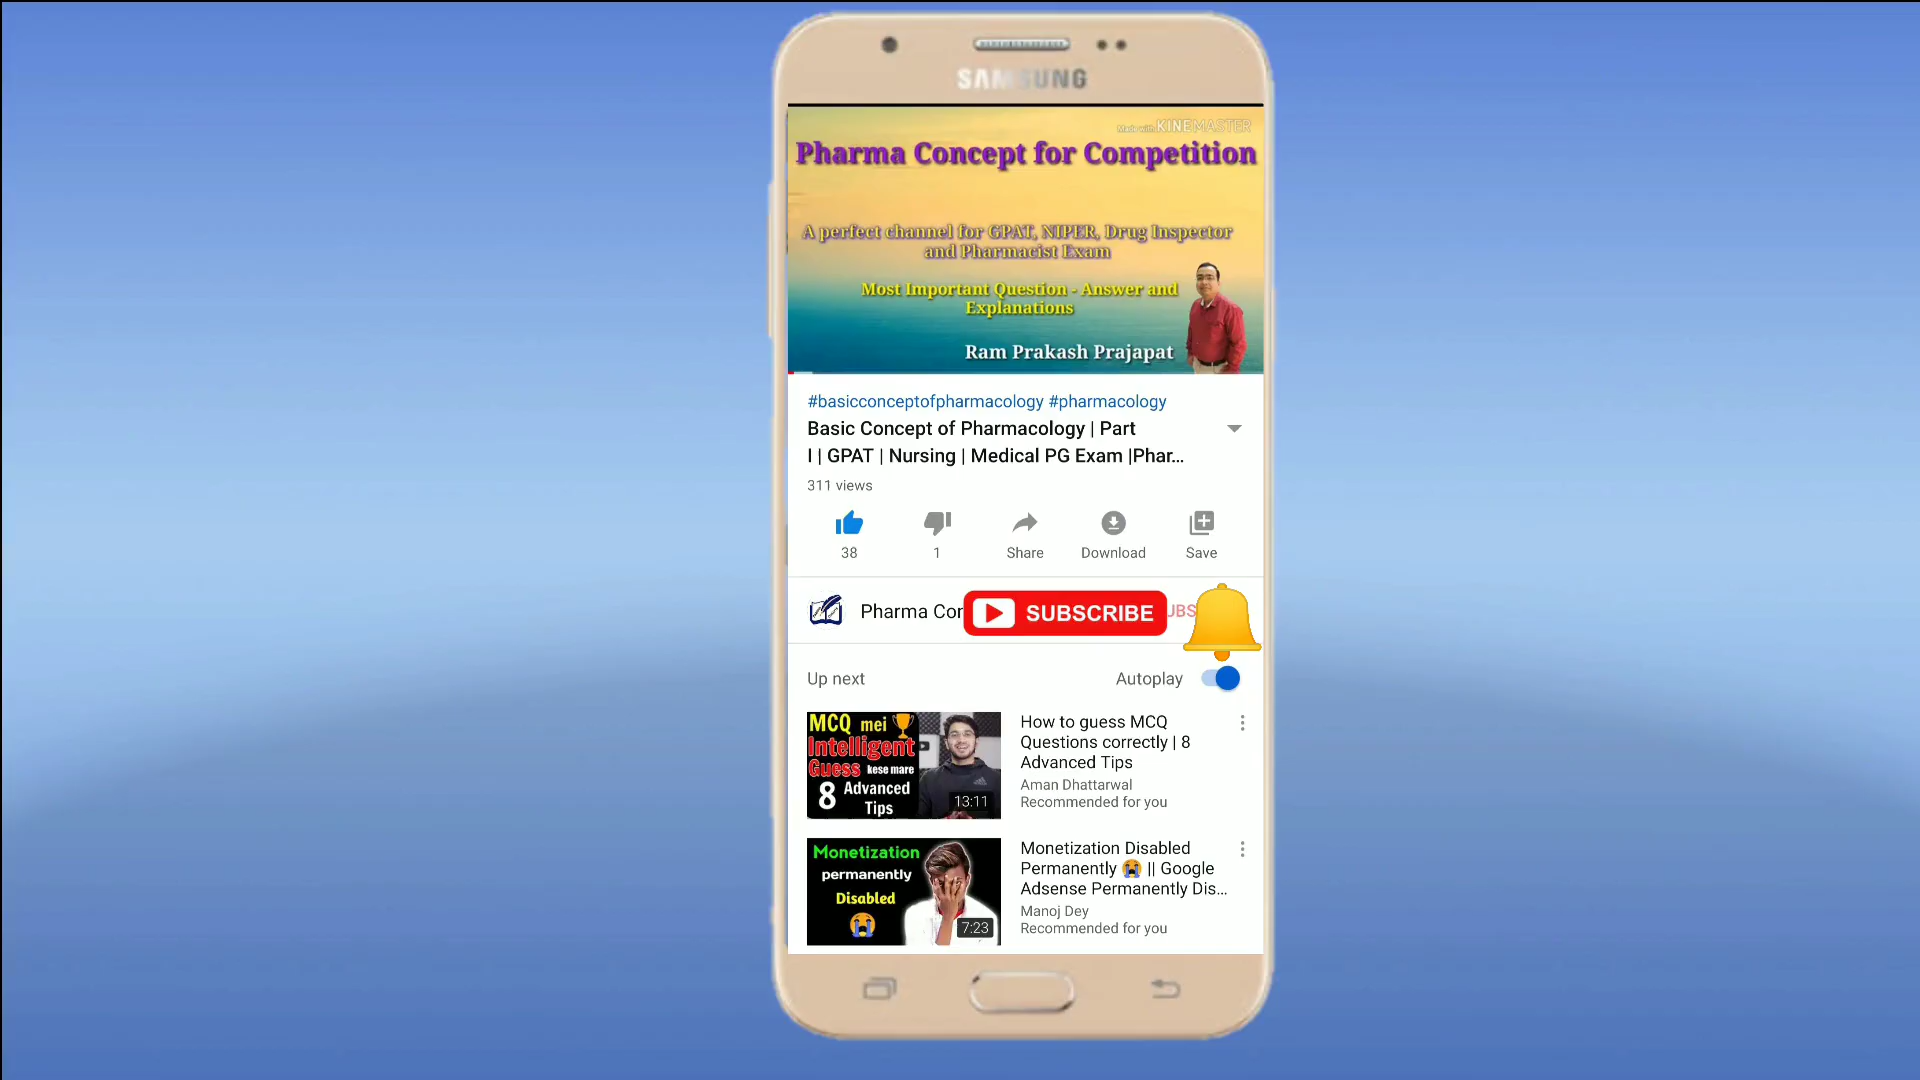 SAMSUNG
Made with KINEMASTER
Pharma Concept for Competition
A perfect channel for GPAT, NIPER, Drug Inspector
and Pharmacist Exam
Most Important Question - Answer and
Explanations
Ram Prakash Prajapat
#basicconceptofpharmacology #pharmacology
Basic Concept of Pharmacology | Part
I | GPAT | Nursing | Medical PG Exam |Phar...
311 views
38
1
Share
Download
Save
Pharma Con
SUBSCRIBE
UBS
Up next
Autoplay
MCQ mei
Intelligent
Guess kese mare
8 Advanced
Tips
13:11
How to guess MCQ
Questions correctly | 8
Advanced Tips
Aman Dhattarwal
Recommended for you
Monetization
permanently
Disabled
7:23
Monetization Disabled
Permanently 😭 || Google
Adsense Permanently Dis...
Manoj Dey
Recommended for you